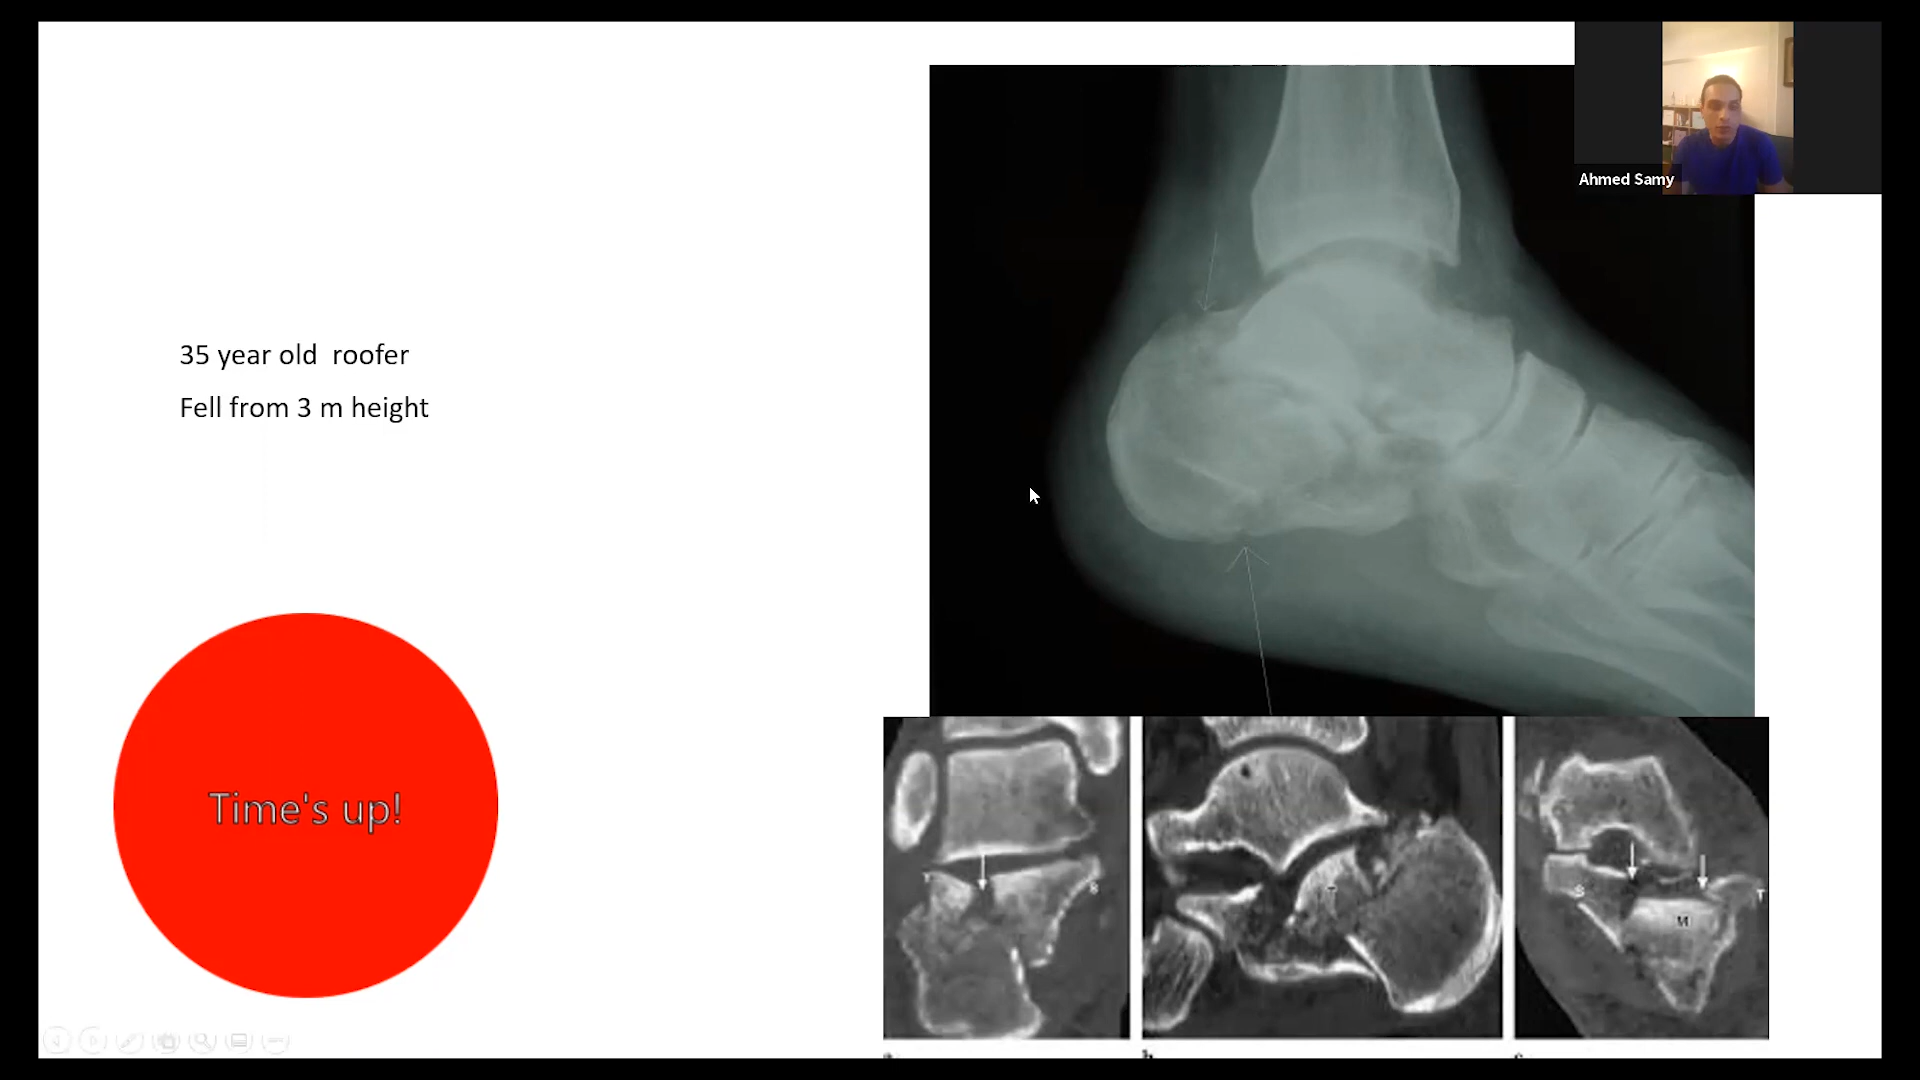 Ahmed Samy
35 year old roofer
Fell from 3 m height
Time's up!
T
S
T
S
M
T